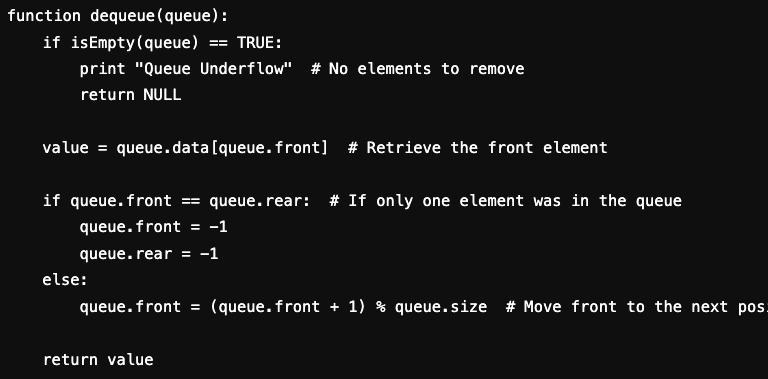 function dequeue(queue):
    if isEmpty(queue) == TRUE:
        print "Queue Underflow"  # No elements to remove
        return NULL

    value = queue.data[queue.front]  # Retrieve the front element

    if queue.front == queue.rear:  # If only one element was in the queue
        queue.front = -1
        queue.rear = -1
    else:
        queue.front = (queue.front + 1) % queue.size  # Move front to the next

    return value